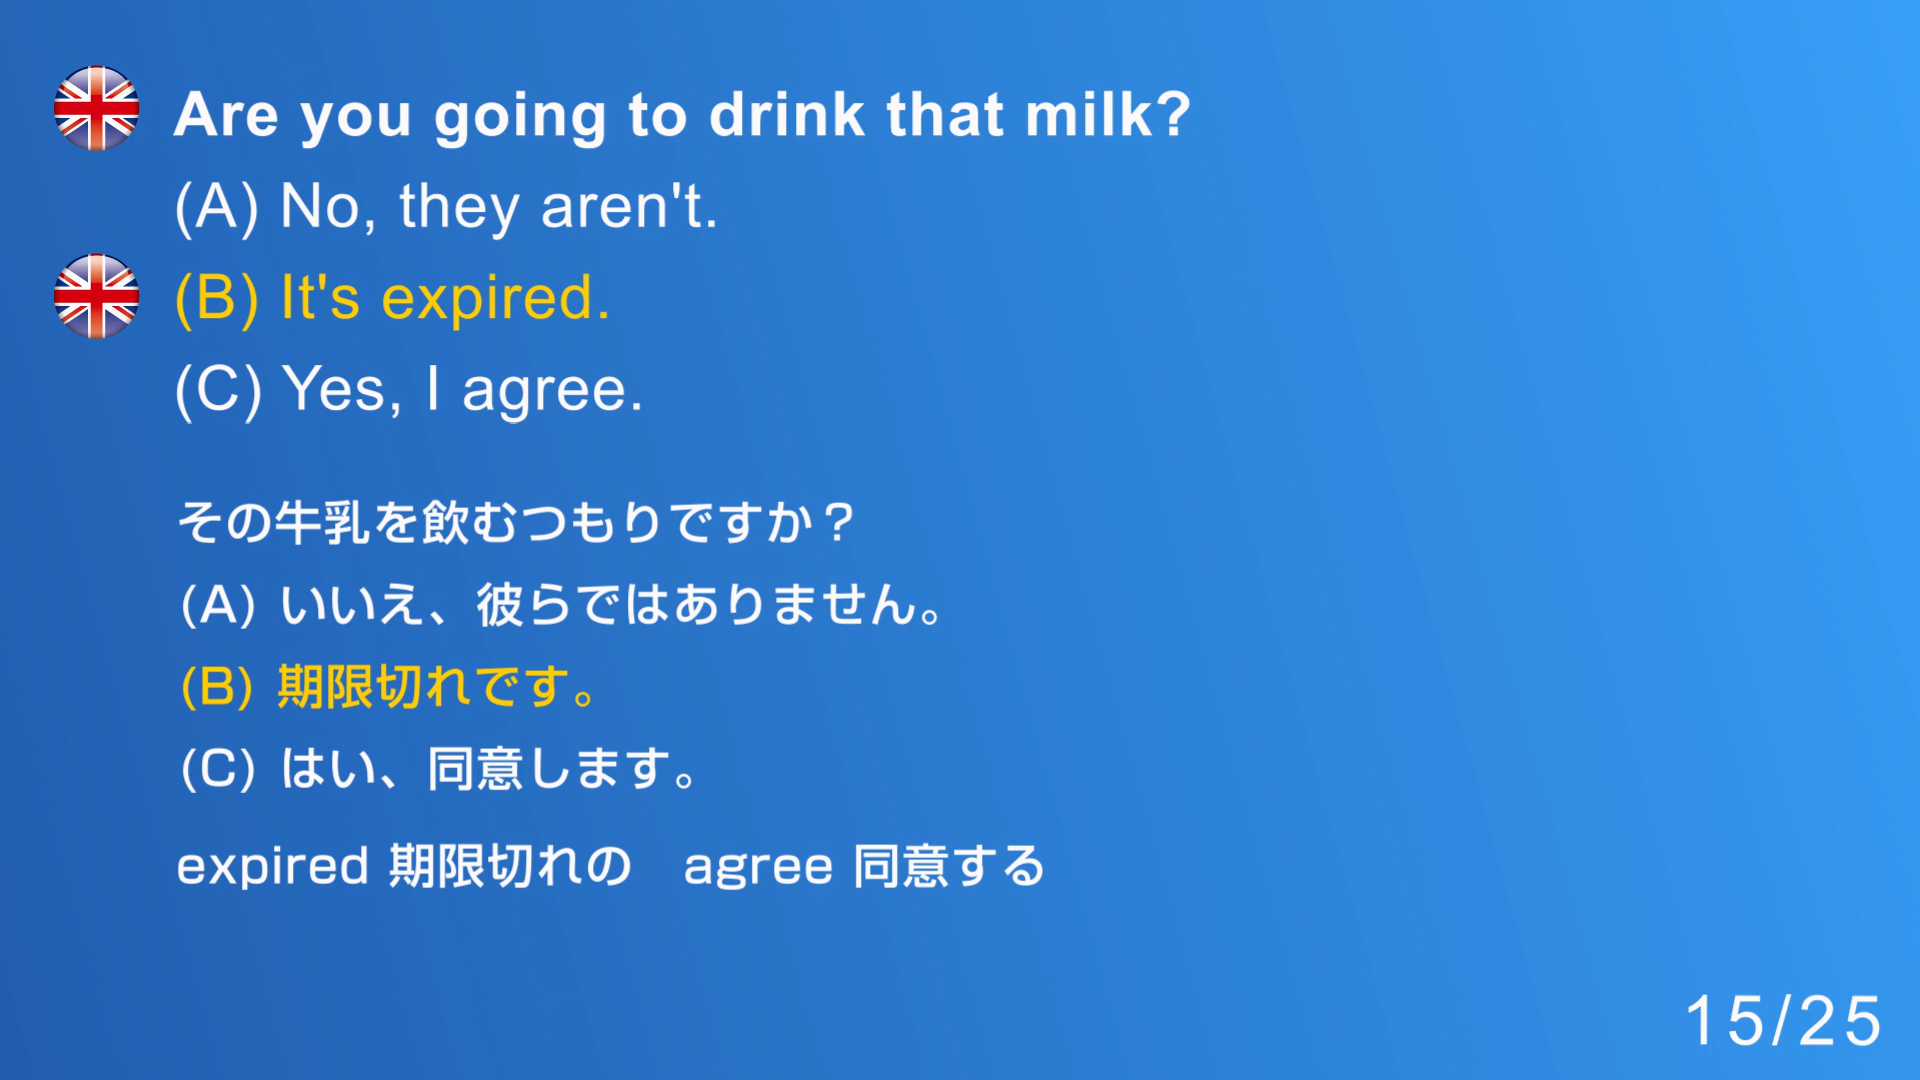 Are you going to drink that milk?
(A) No, they aren't.
(B) It's expired.
(C) Yes, I agree.
その牛乳を飲むつもりですか？
(A) いいえ、彼らではありません。
(B) 期限切れです。
(C) はい、同意します。
expired 期限切れの　agree 同意する
15/25